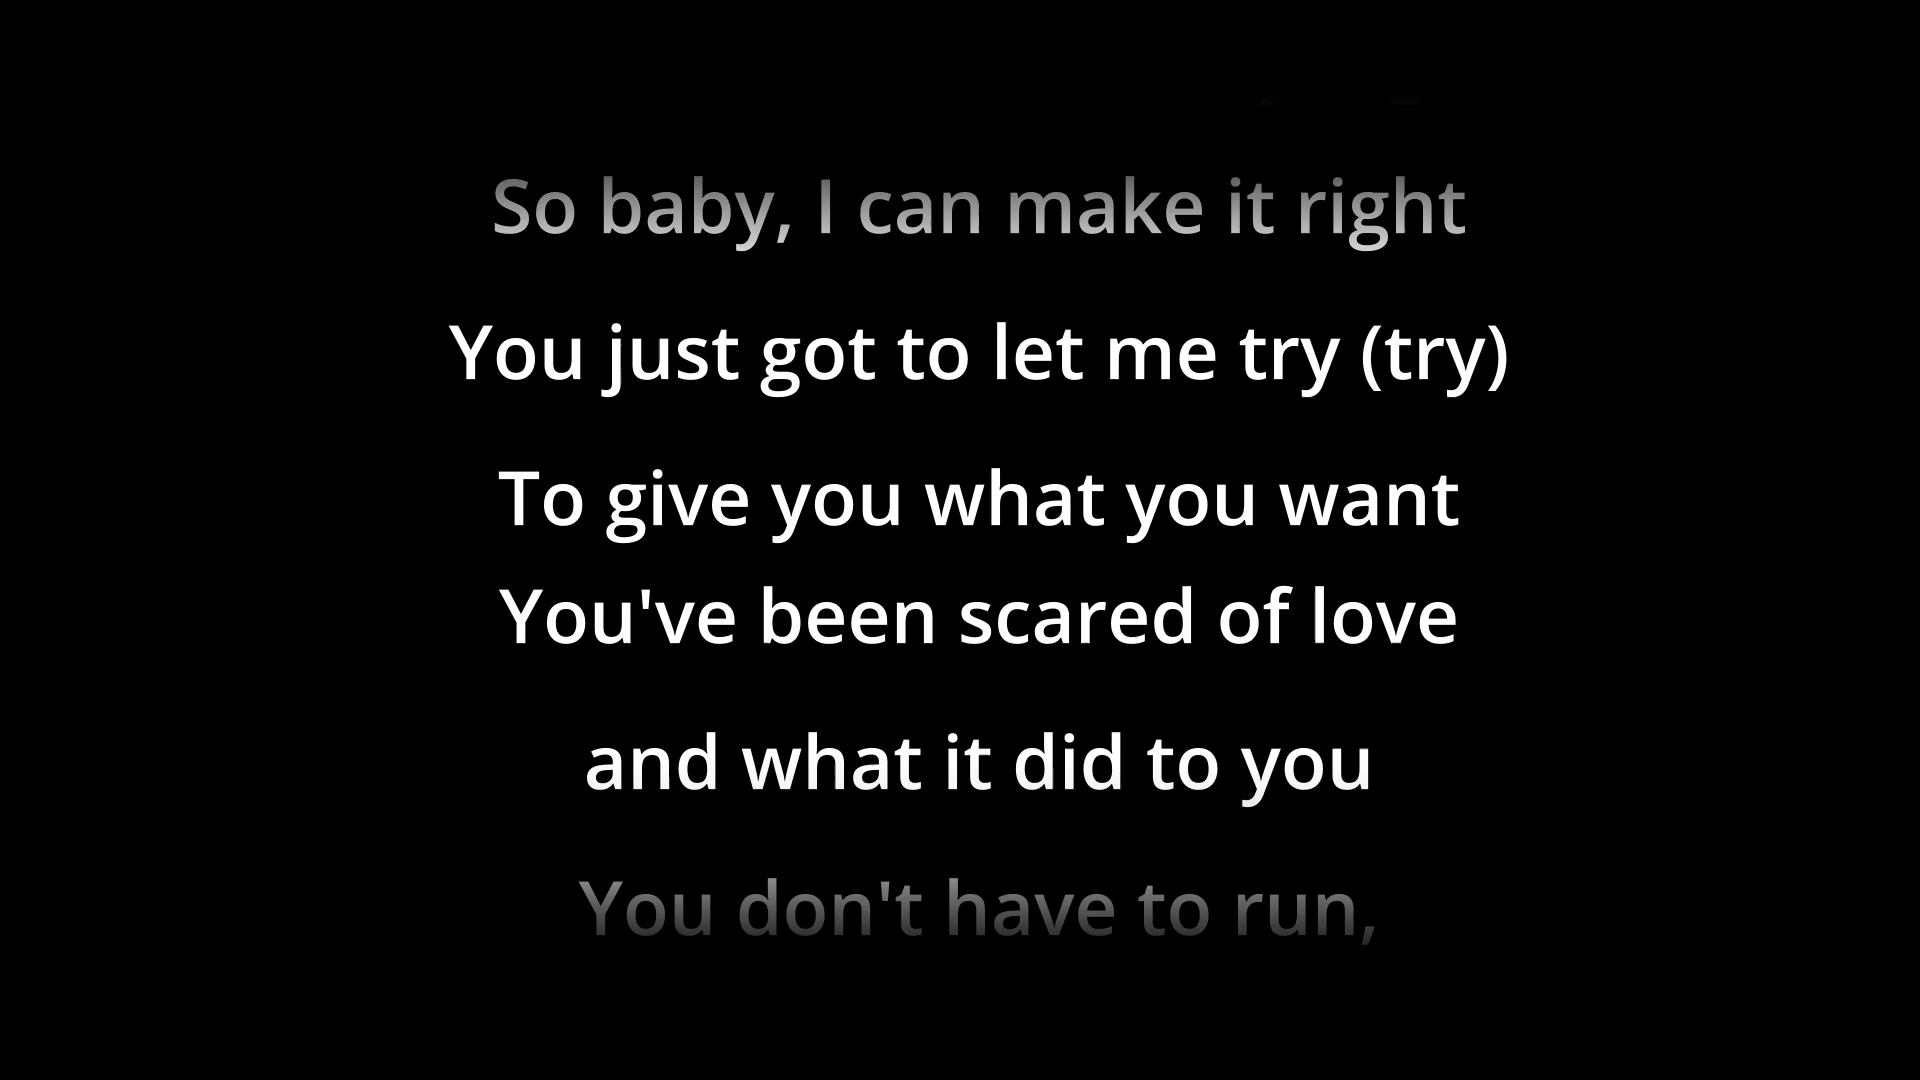 So baby, I can make it right
You just got to let me try (try)
To give you what you want
You've been scared of love
and what it did to you
You don't have to run,